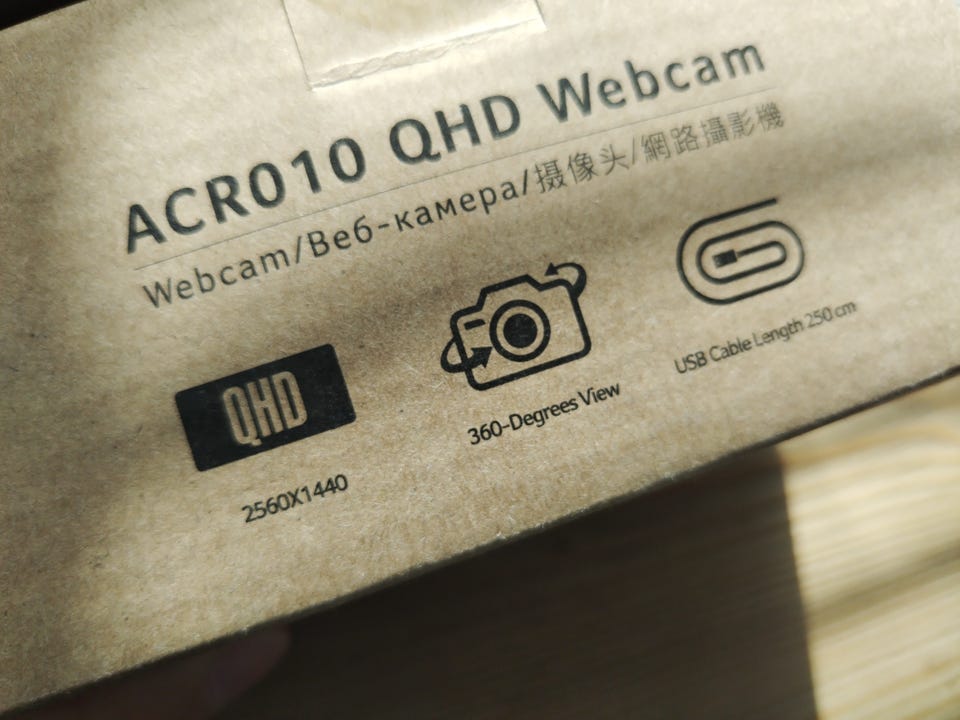 ACR010 QHD Webcam
Webcam/Веб-камера/摄像头/網路攝影機
QHD
2560X1440
360-Degrees View
USB Cable Length 250 cm